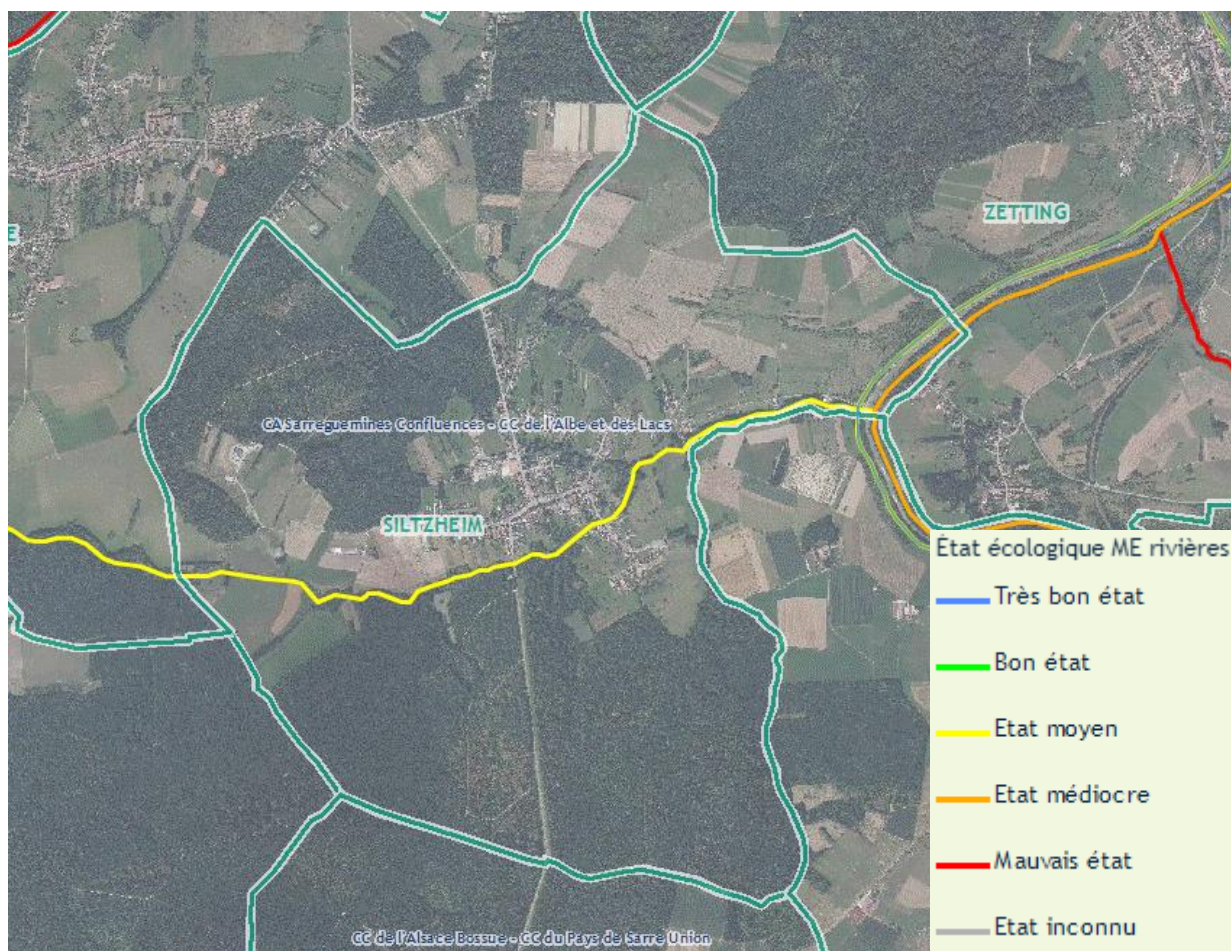 ZETTING
E
CA Sarreguemines Confluences - CC de l'Albe et des Lacs
SILTZHEIM
CC de l'Alsace Bossue - CC du Pays de Sarre Union
État écologique ME rivières
Très bon état
Bon état
Etat moyen
Etat médiocre
Mauvais état
Etat inconnu